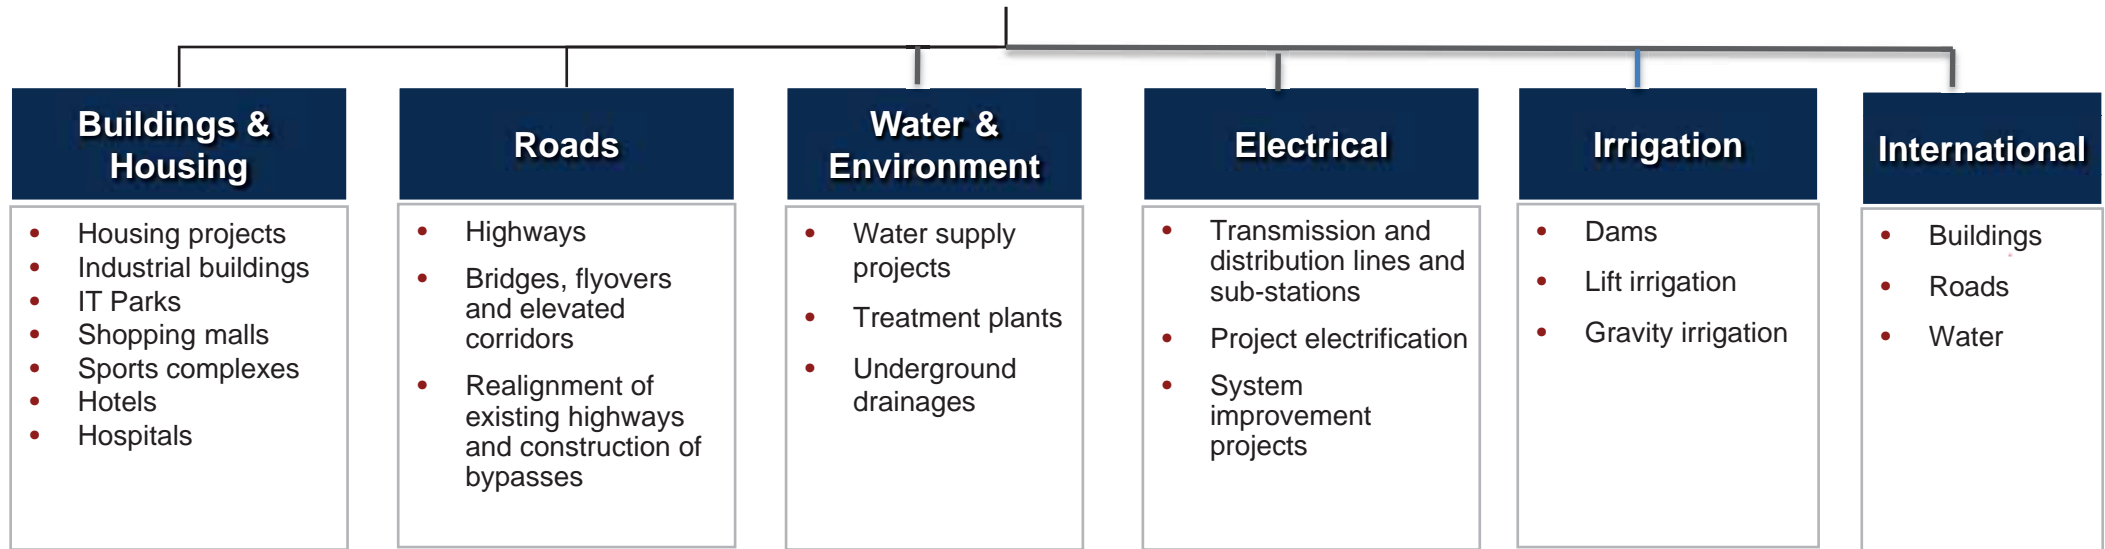 Buildings &
Housing
• Housing projects
• Industrial buildings
• IT Parks
• Shopping malls
• Sports complexes
• Hotels
• Hospitals
Roads
• Highways
• Bridges, flyovers
and elevated
corridors
• Realignment of
existing highways
and construction of
bypasses
Water &
Environment
• Water supply
projects
• Treatment plants
• Underground
drainages
Electrical
• Transmission and
distribution lines and
sub-stations
• Project electrification
• System
improvement
projects
Irrigation
• Dams
• Lift irrigation
• Gravity irrigation
International
• Buildings
• Roads
• Water